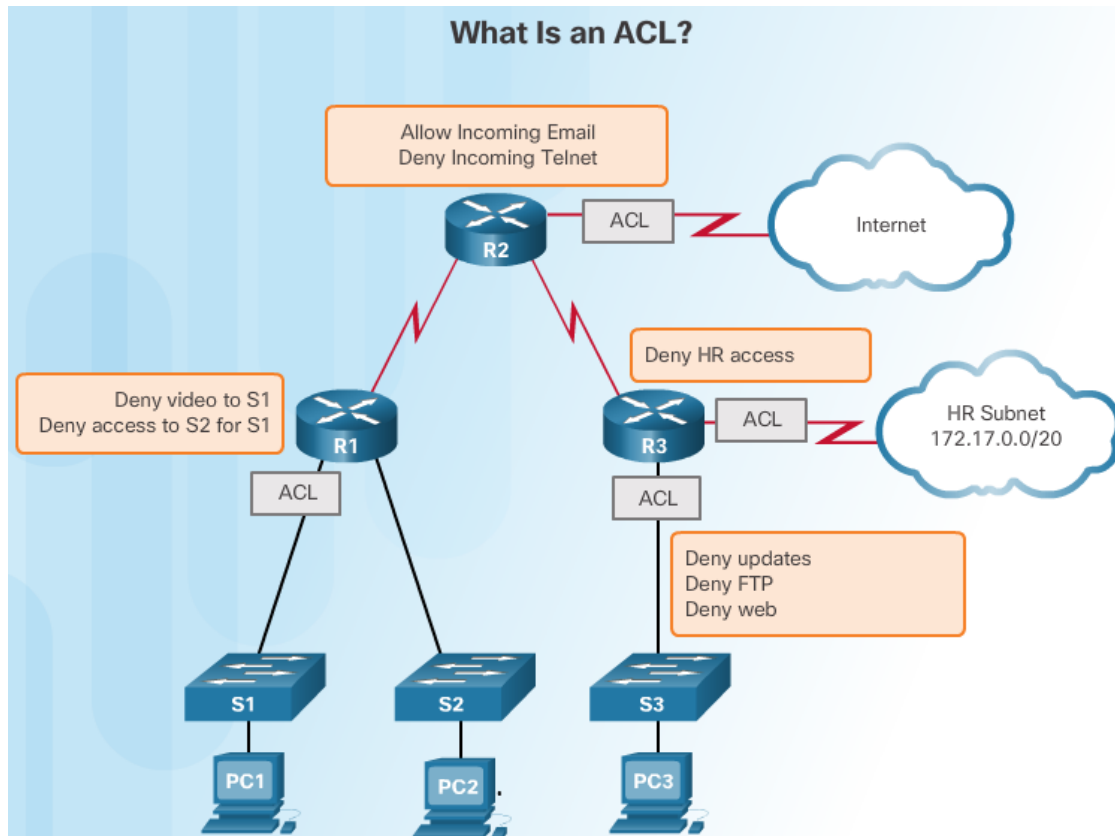 What Is an ACL?
Allow Incoming Email
Deny Incoming Telnet
ACL
Internet
R2
Deny HR access
Deny video to S1
Deny access to S2 for S1
HR Subnet
172.17.0.0/20
ACL
R1
R3
ACL
ACL
Deny updates
Deny FTP
Deny web
S1
S2
S3
PC1
PC2
PC3